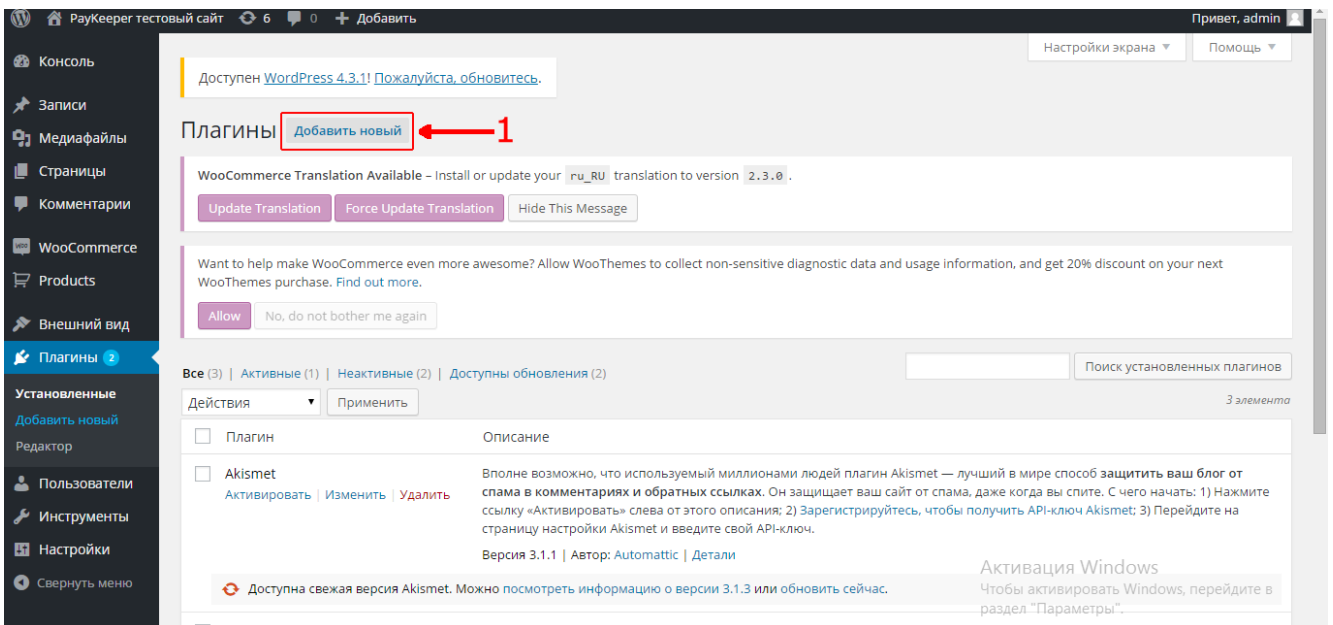 PayKeeper тестовый сайт 6 0 + Добавить Привет, admin
Настройки экрана ▼ Помощь ▼
Консоль
Записи
Медиафайлы
Страницы
Комментарии
WooCommerce
Products
Внешний вид
Плагины 2
Установленные
Добавить новый
Редактор
Пользователи
Инструменты
Настройки
Свернуть меню
Доступен WordPress 4.3.1! Пожалуйста, обновитесь.
Плагины Добавить новый 1
WooCommerce Translation Available – Install or update your ru_RU translation to version 2.3.0.
Update Translation Force Update Translation Hide This Message
Want to help make WooCommerce even more awesome? Allow WooThemes to collect non-sensitive diagnostic data and usage information, and get 20% discount on your next
WooThemes purchase. Find out more.
Allow No, do not bother me again
Все (3) | Активные (1) | Неактивные (2) | Доступны обновления (2)
Поиск установленных плагинов
Действия ▼ Применить
3 элемента
Плагин Описание
Akismet
Активировать | Изменить | Удалить
Вполне возможно, что используемый миллионами людей плагин Akismet — лучший в мире способ защитить ваш блог от
спама в комментариях и обратных ссылках. Он защищает ваш сайт от спама, даже когда вы спите. С чего начать: 1) Нажмите
ссылку «Активировать» слева от этого описания; 2) Зарегистрируйтесь, чтобы получить API-ключ Akismet; 3) Перейдите на
страницу настройки Akismet и введите свой API-ключ.
Версия 3.1.1 | Автор: Automattic | Детали
Доступна свежая версия Akismet. Можно посмотреть информацию о версии 3.1.3 или обновить сейчас.
Активация Windows
Чтобы активировать Windows, перейдите в
раздел "Параметры".